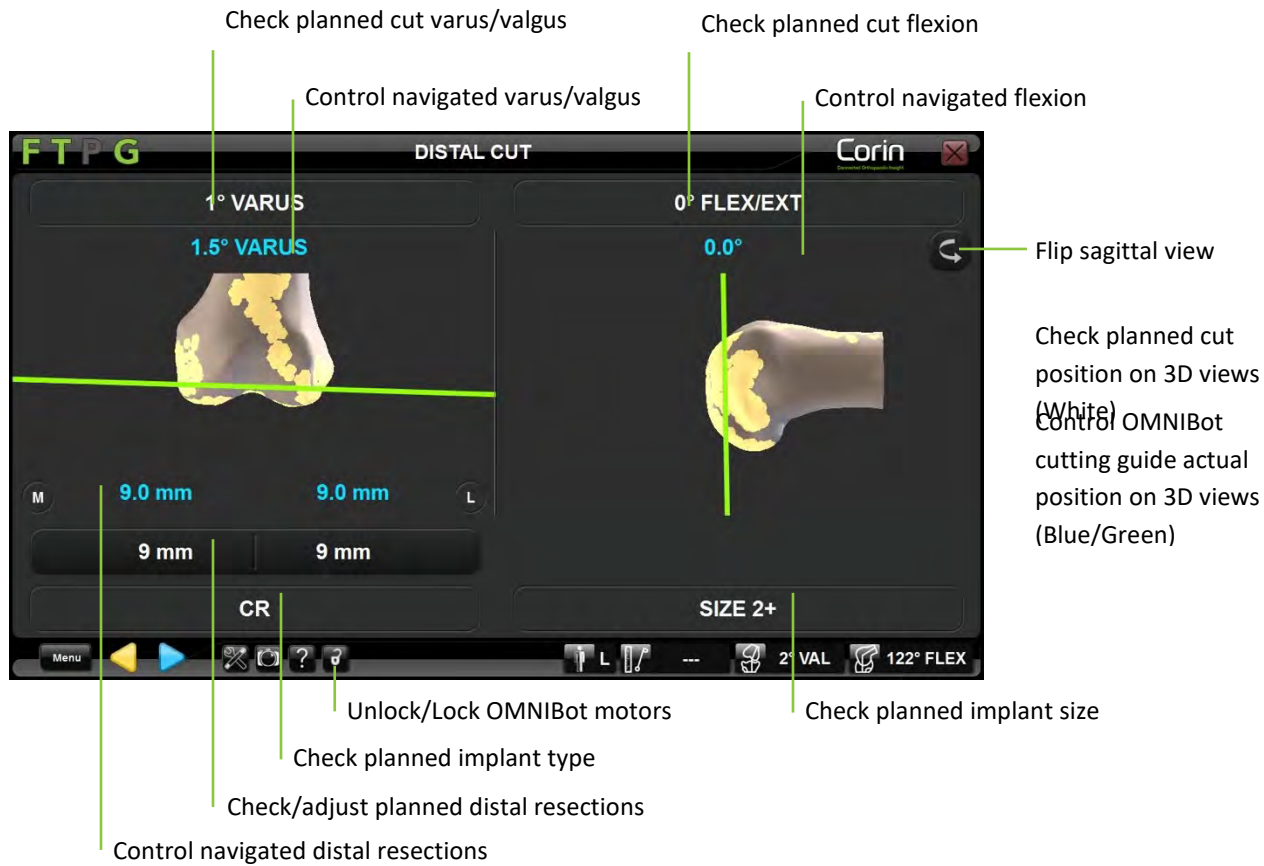 Check planned cut varus/valgus
Check planned cut flexion
Control navigated varus/valgus
Control navigated flexion
F T P G
DISTAL CUT
Corin
Connected Orthopaedic Insight
1° VARUS
0° FLEX/EXT
1.5° VARUS
0.0°
Flip sagittal view
Check planned cut
position on 3D views
(White)
Control OMNIBot
cutting guide actual
position on 3D views
(Blue/Green)
M
9.0 mm
9.0 mm
L
9 mm
9 mm
CR
SIZE 2+
Menu
?
L
---
2° VAL
122° FLEX
Unlock/Lock OMNIBot motors
Check planned implant size
Check planned implant type
Check/adjust planned distal resections
Control navigated distal resections